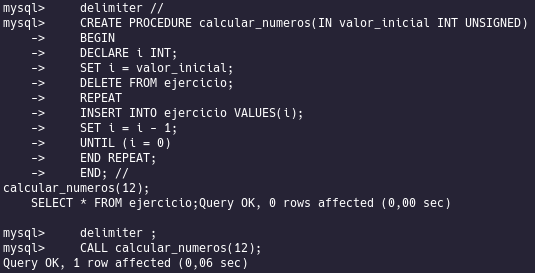 mysql>     delimiter //
mysql>     CREATE PROCEDURE calcular_numeros(IN valor_inicial INT UNSIGNED)
    ->     BEGIN
    ->     DECLARE i INT;
    ->     SET i = valor_inicial;
    ->     DELETE FROM ejercicio;
    ->     REPEAT
    ->     INSERT INTO ejercicio VALUES(i);
    ->     SET i = i - 1;
    ->     UNTIL (i = 0)
    ->     END REPEAT;
    ->     END; //
calcular_numeros(12);
    SELECT * FROM ejercicio;Query OK, 0 rows affected (0,00 sec)

mysql>     delimiter ;
mysql>     CALL calcular_numeros(12);
Query OK, 1 row affected (0,06 sec)